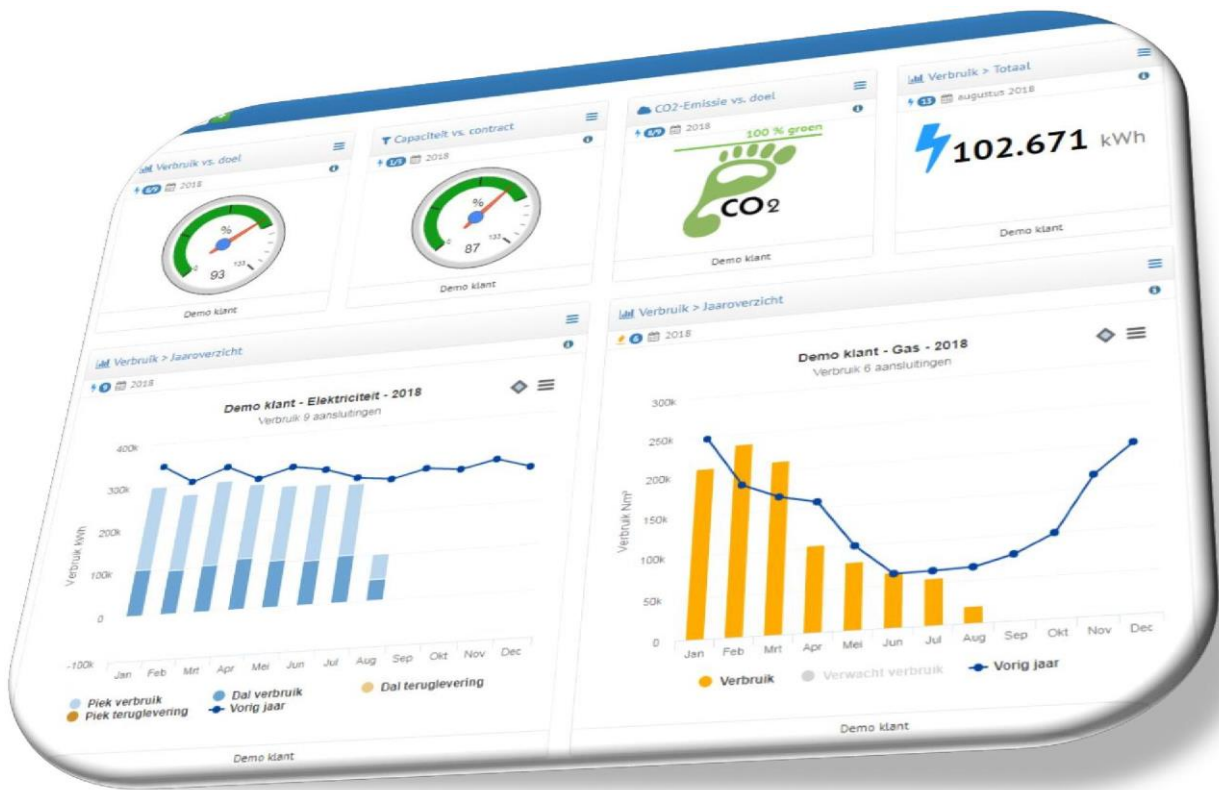 Verbruik vs. doel
6/9 2018
%
0
133
93
Demo klant
Capaciteit vs. contract
1/3 2018
%
0
133
87
Demo klant
CO2-Emissie vs. doel
8/9 2018
100 % groen
CO2
Demo klant
Verbruik > Totaal
13 augustus 2018
102.671 kWh
Demo klant
Verbruik > Jaaroverzicht
9 2018
Demo klant - Elektriciteit - 2018
Verbruik 9 aansluitingen
400k
300k
200k
100k
0
-100k
Verbruik kWh
Jan Feb Mrt Apr Mei Jun Jul Aug Sep Okt Nov Dec
Piek verbruik Dal verbruik Dal teruglevering
Piek teruglevering Vorig jaar
Demo klant
Verbruik > Jaaroverzicht
6 2018
Demo klant - Gas - 2018
Verbruik 6 aansluitingen
300k
250k
200k
150k
100k
50k
0
Verbruik Nm³
Jan Feb Mrt Apr Mei Jun Jul Aug Sep Okt Nov Dec
Verbruik Verwacht verbruik Vorig jaar
Demo klant